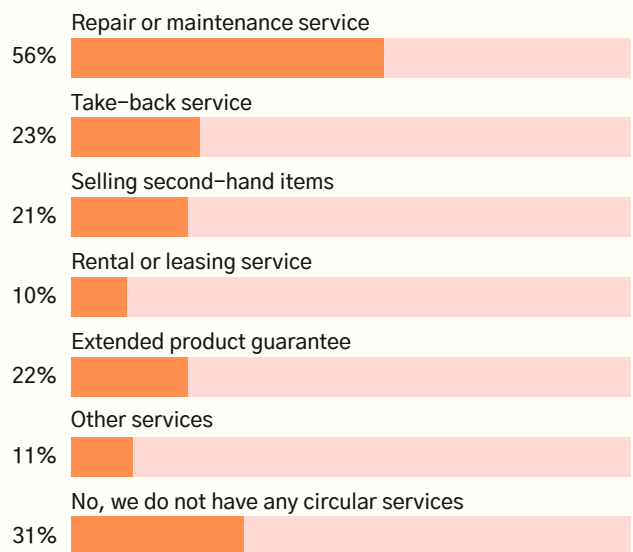 Repair or maintenance service
56%
Take-back service
23%
Selling second-hand items
21%
Rental or leasing service
10%
Extended product guarantee
22%
Other services
11%
No, we do not have any circular services
31%